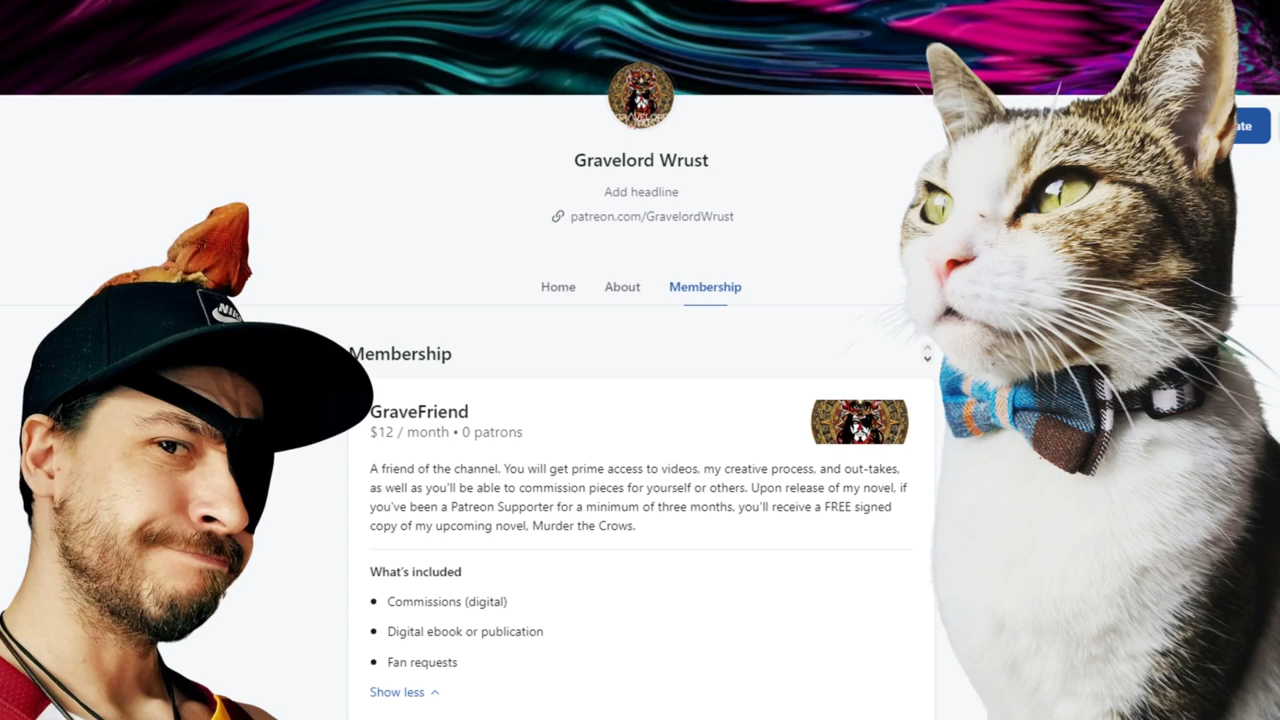 Gravelord Wrust
Add headline
patreon.com/GravelordWrust
Home
About
Membership
Membership
GraveFriend
$12 / month • 0 patrons
A friend of the channel. You will get prime access to videos, my creative process, and out-takes,
as well as you'll be able to commission pieces for yourself or others. Upon release of my novel, if
you've been a Patreon Supporter for a minimum of three months, you'll receive a FREE signed
copy of my upcoming novel, Murder the Crows.
What's included
• Commissions (digital)
• Digital ebook or publication
• Fan requests
Show less
NIKE